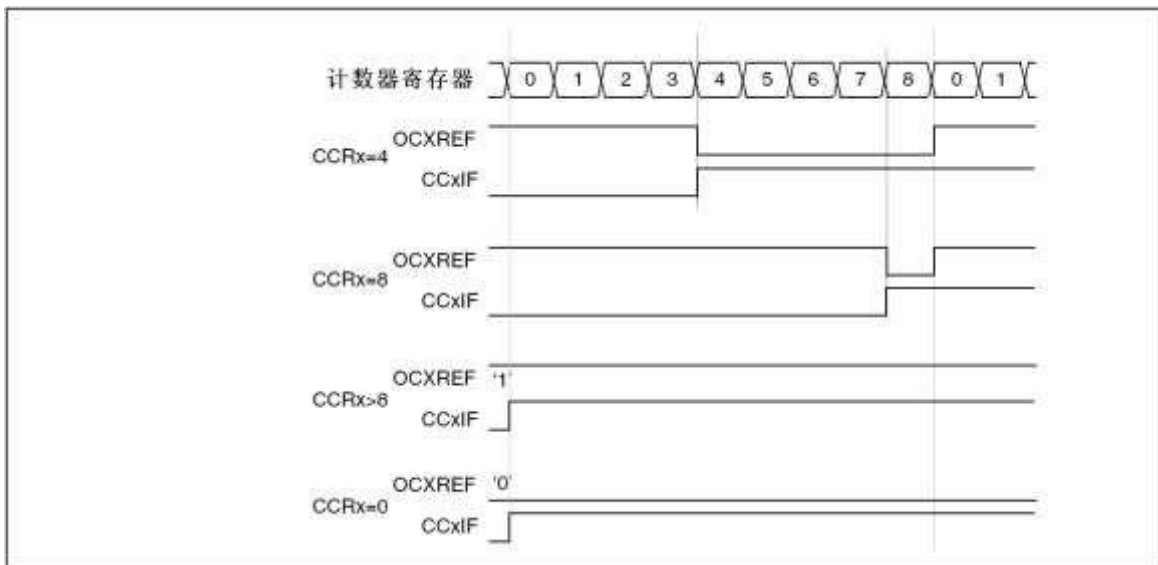 计数器寄存器 0 1 2 3 4 5 6 7 8 0 1
OCXREF
CCRx=4
CCxIF
OCXREF
CCRx=8
CCxIF
OCXREF '1'
CCRx>8
CCxIF
OCXREF '0'
CCRx=0
CCxIF